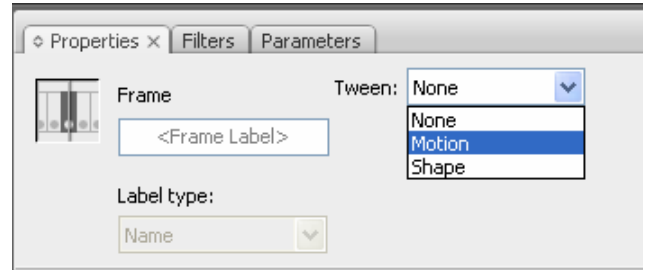 Properties Filters Parameters
Frame
Tween: None
<Frame Label>
None
Motion
Shape
Label type:
Name